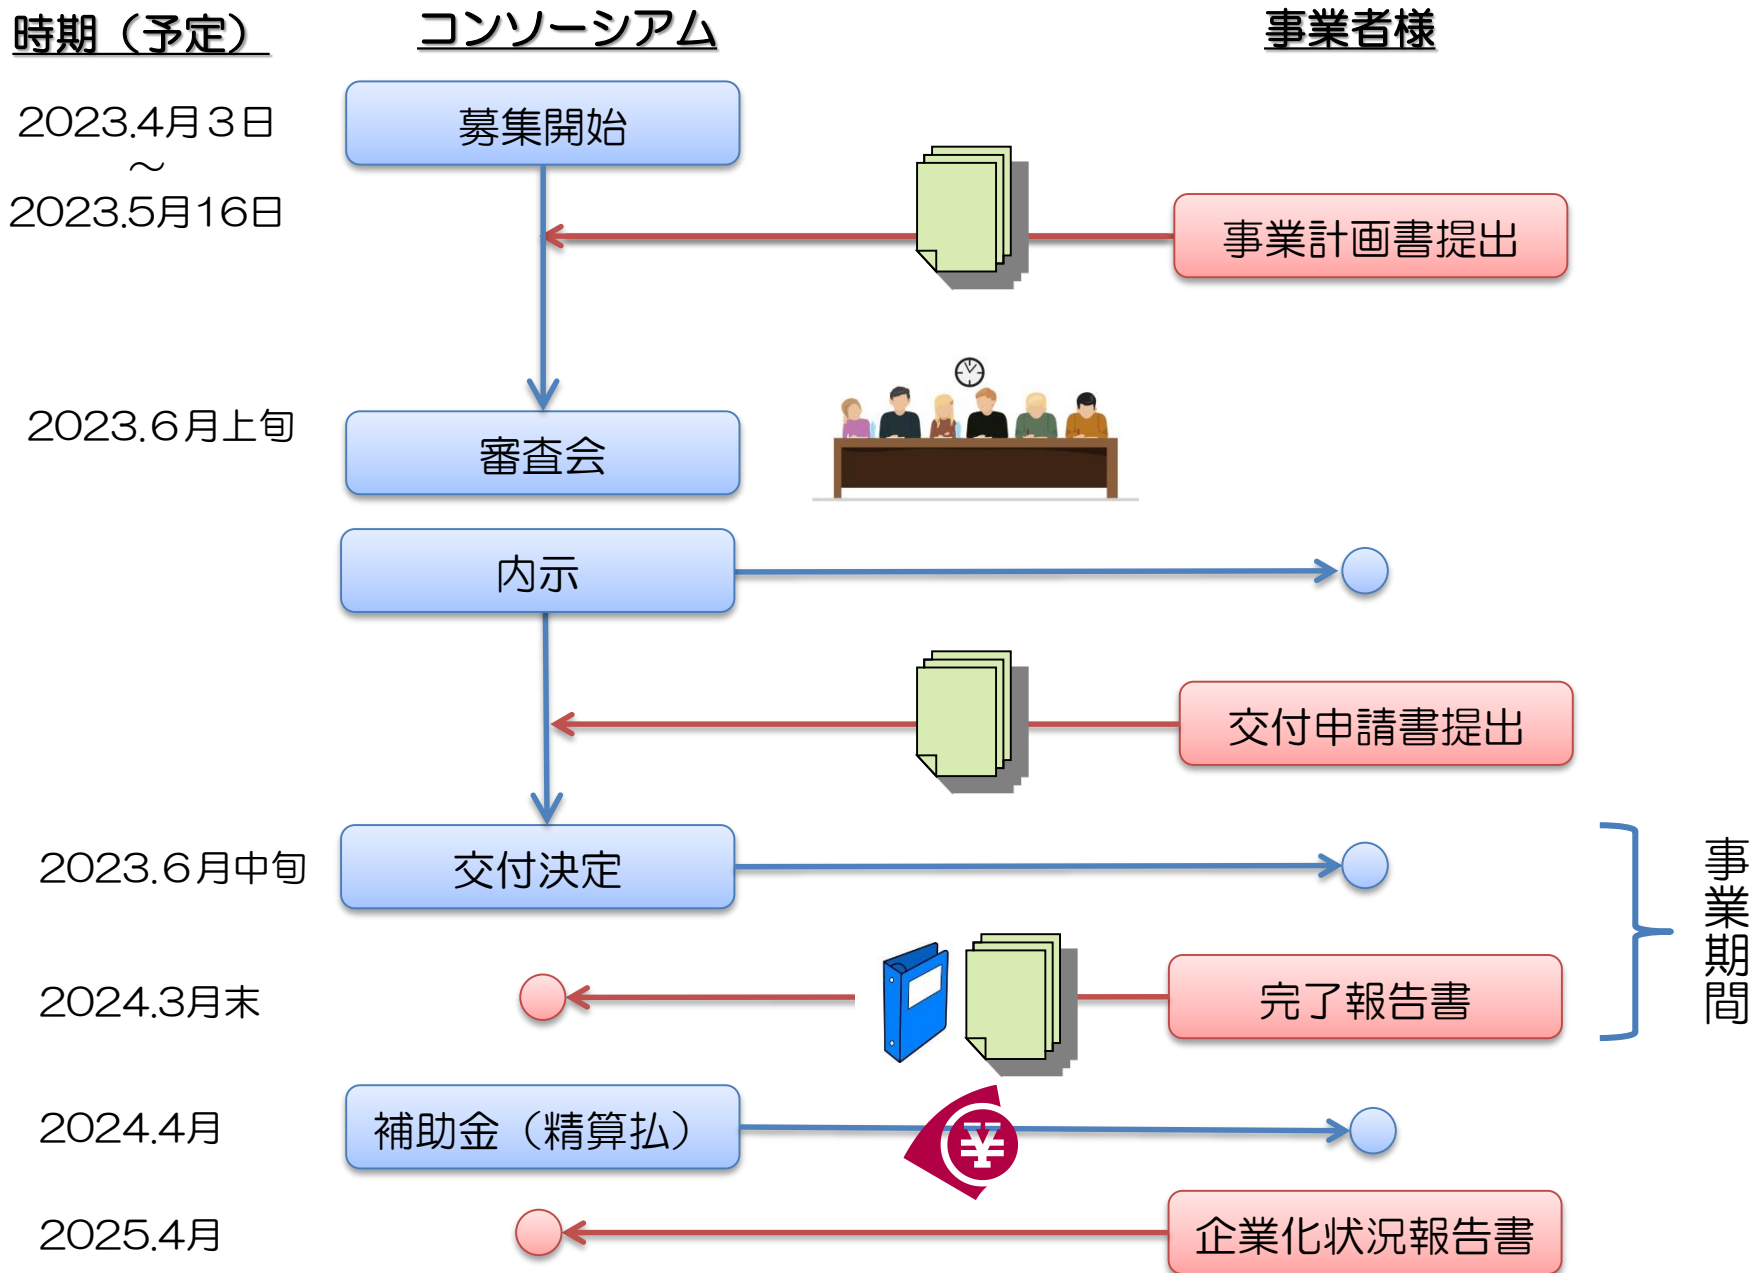 時期（予定）
コンソーシアム
事業者様
2023.4月３日
～
2023.5月16日
募集開始
事業計画書提出
2023.６月上旬
審査会
内示
交付申請書提出
2023.６月中旬
交付決定
事業期間
2024.3月末
完了報告書
2024.4月
補助金（精算払）
¥
2025.4月
企業化状況報告書